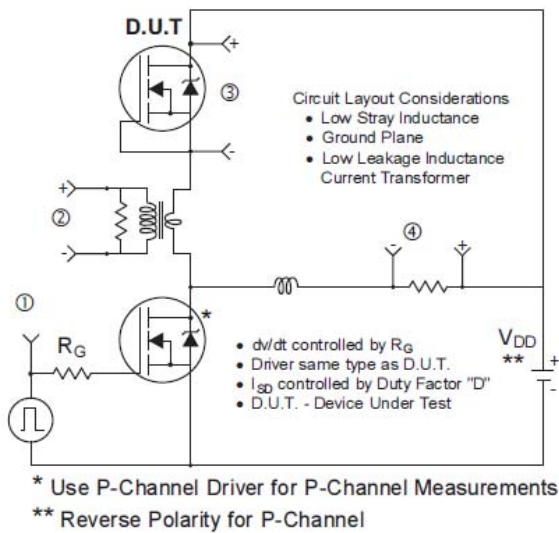 D.U.T
+
③
-
Circuit Layout Considerations
• Low Stray Inductance
• Ground Plane
• Low Leakage Inductance
Current Transformer
+
②
-
- ④ +
①
RG
*
• dv/dt controlled by RG
• Driver same type as D.U.T.
• ISD controlled by Duty Factor "D"
• D.U.T. - Device Under Test
VDD
**
+
-
* Use P-Channel Driver for P-Channel Measurements
** Reverse Polarity for P-Channel